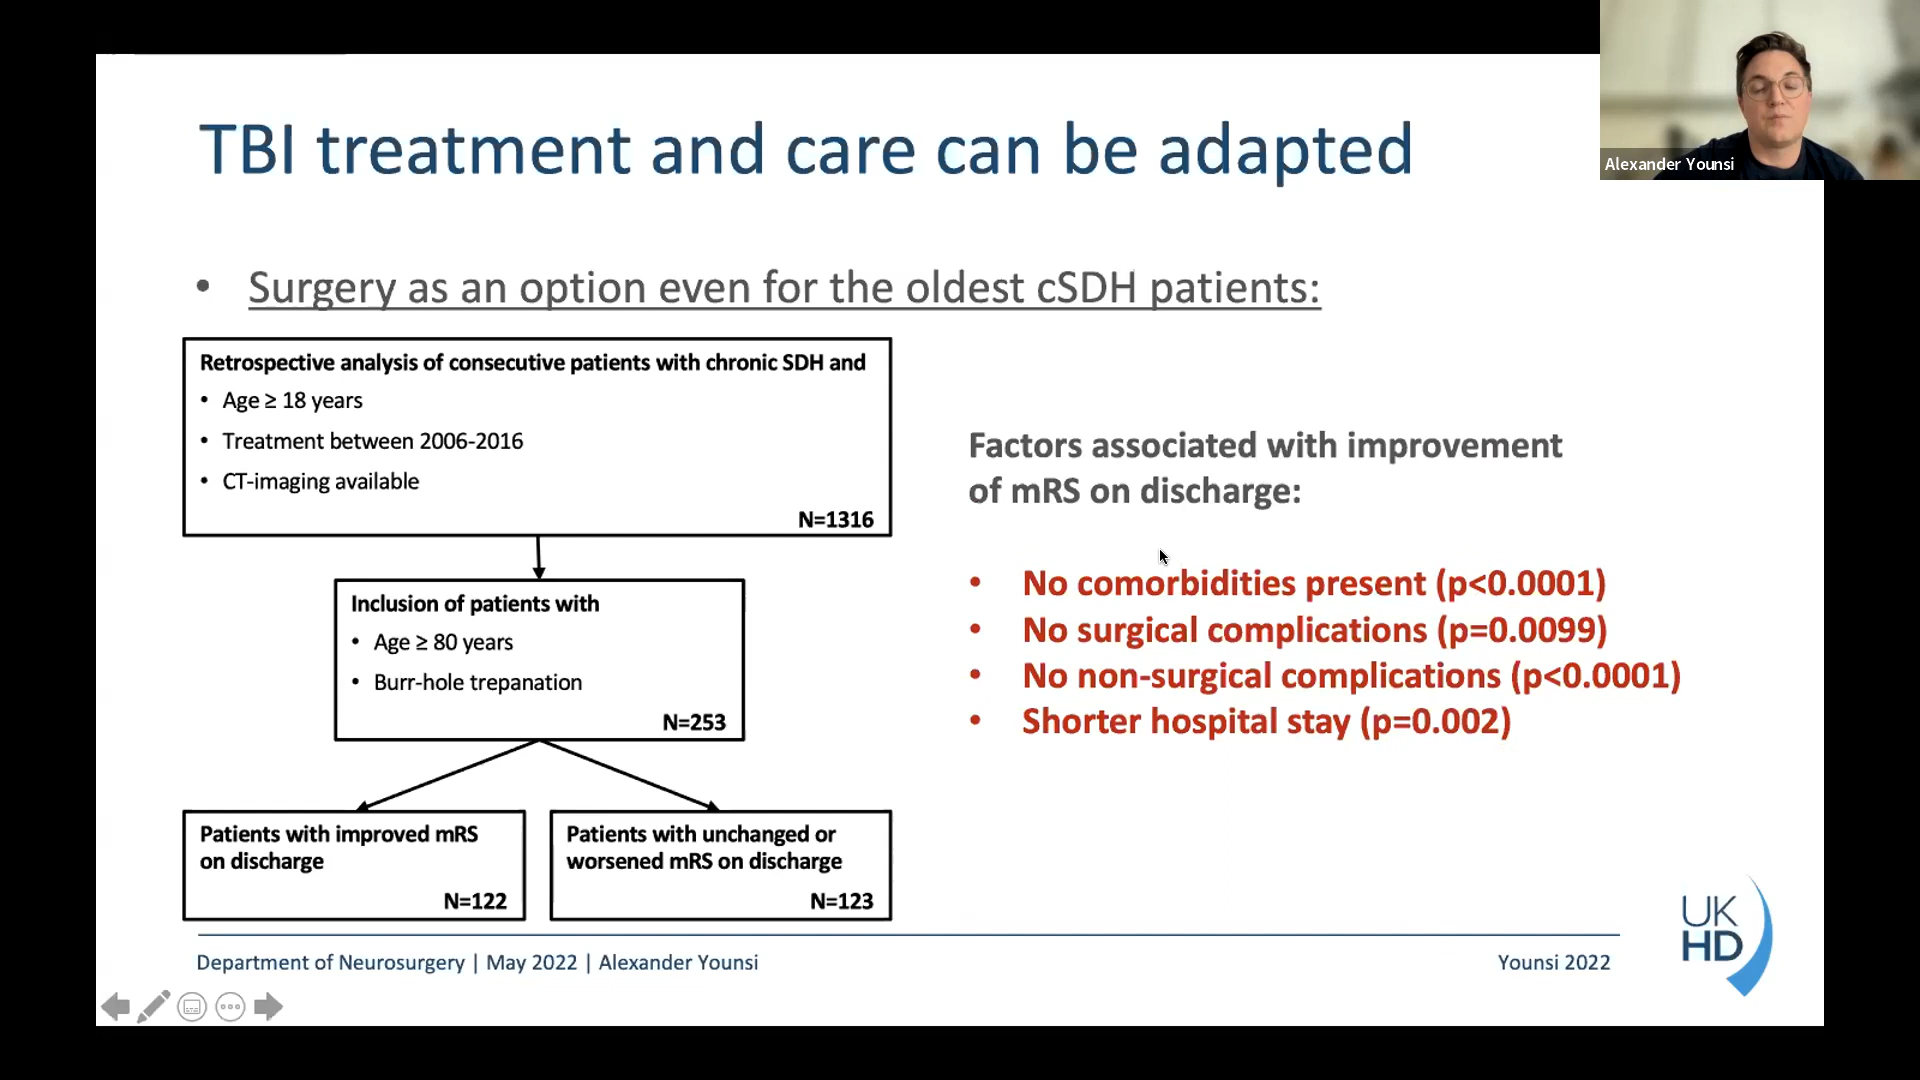 Alexander Younsi
TBI treatment and care can be adapted
• Surgery as an option even for the oldest cSDH patients:
Retrospective analysis of consecutive patients with chronic SDH and
• Age ≥ 18 years
• Treatment between 2006-2016
• CT-imaging available
N=1316
Inclusion of patients with
• Age ≥ 80 years
• Burr-hole trepanation
N=253
Patients with improved mRS
on discharge
N=122
Patients with unchanged or
worsened mRS on discharge
N=123
Factors associated with improvement
of mRS on discharge:
• No comorbidities present (p<0.0001)
• No surgical complications (p=0.0099)
• No non-surgical complications (p<0.0001)
• Shorter hospital stay (p=0.002)
Department of Neurosurgery | May 2022 | Alexander Younsi
Younsi 2022
UK
HD